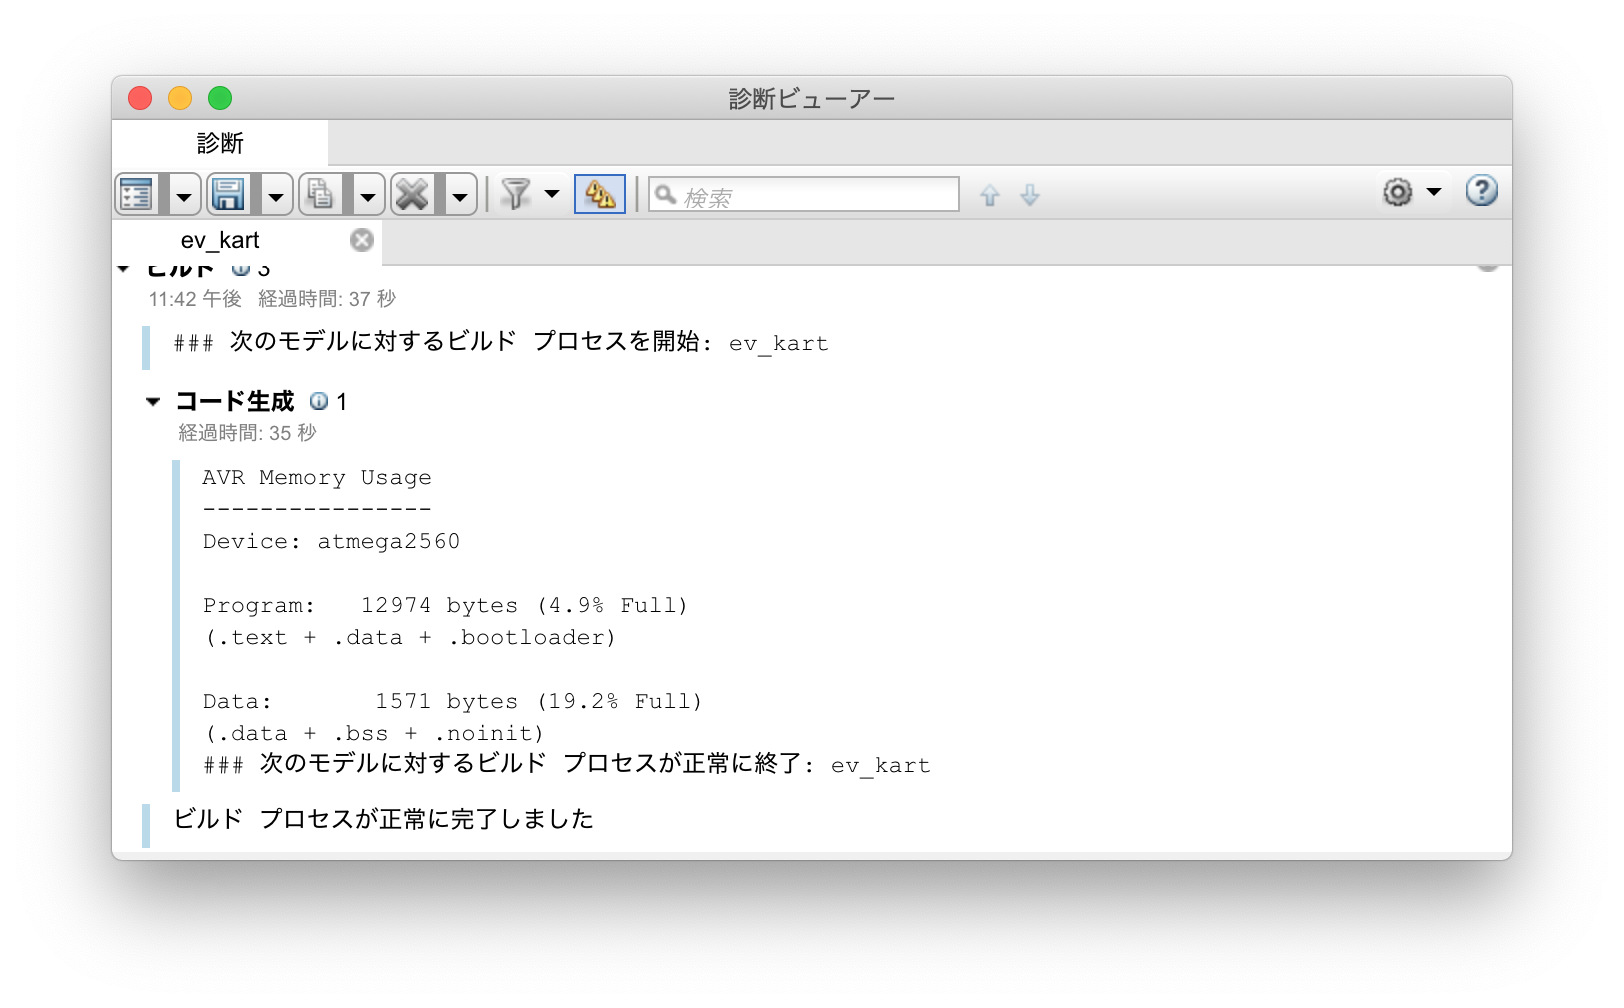 診断ビューアー
診断
検索
ev_kart
ビルド 3
11:42 午後 経過時間: 37 秒
### 次のモデルに対するビルド プロセスを開始: ev_kart
コード生成 1
経過時間: 35 秒
AVR Memory Usage
----------------
Device: atmega2560
Program:   12974 bytes (4.9% Full)
(.text + .data + .bootloader)
Data:       1571 bytes (19.2% Full)
(.data + .bss + .noinit)
### 次のモデルに対するビルド プロセスが正常に終了: ev_kart
ビルド プロセスが正常に完了しました